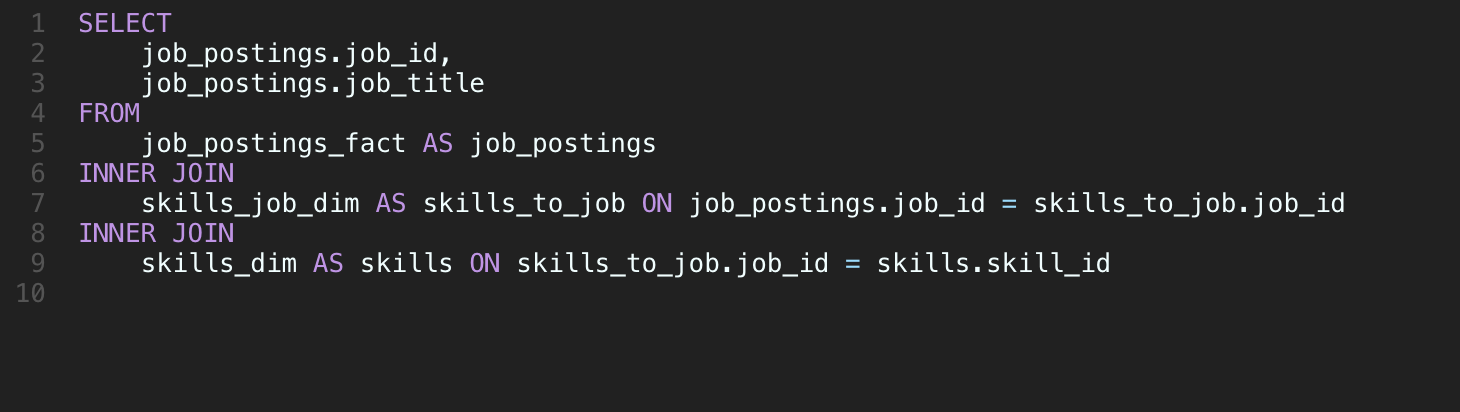 1 SELECT
2     job_postings.job_id,
3     job_postings.job_title
4 FROM
5     job_postings_fact AS job_postings
6 INNER JOIN
7     skills_job_dim AS skills_to_job ON job_postings.job_id = skills_to_job.job_id
8 INNER JOIN
9     skills_dim AS skills ON skills_to_job.job_id = skills.skill_id
10